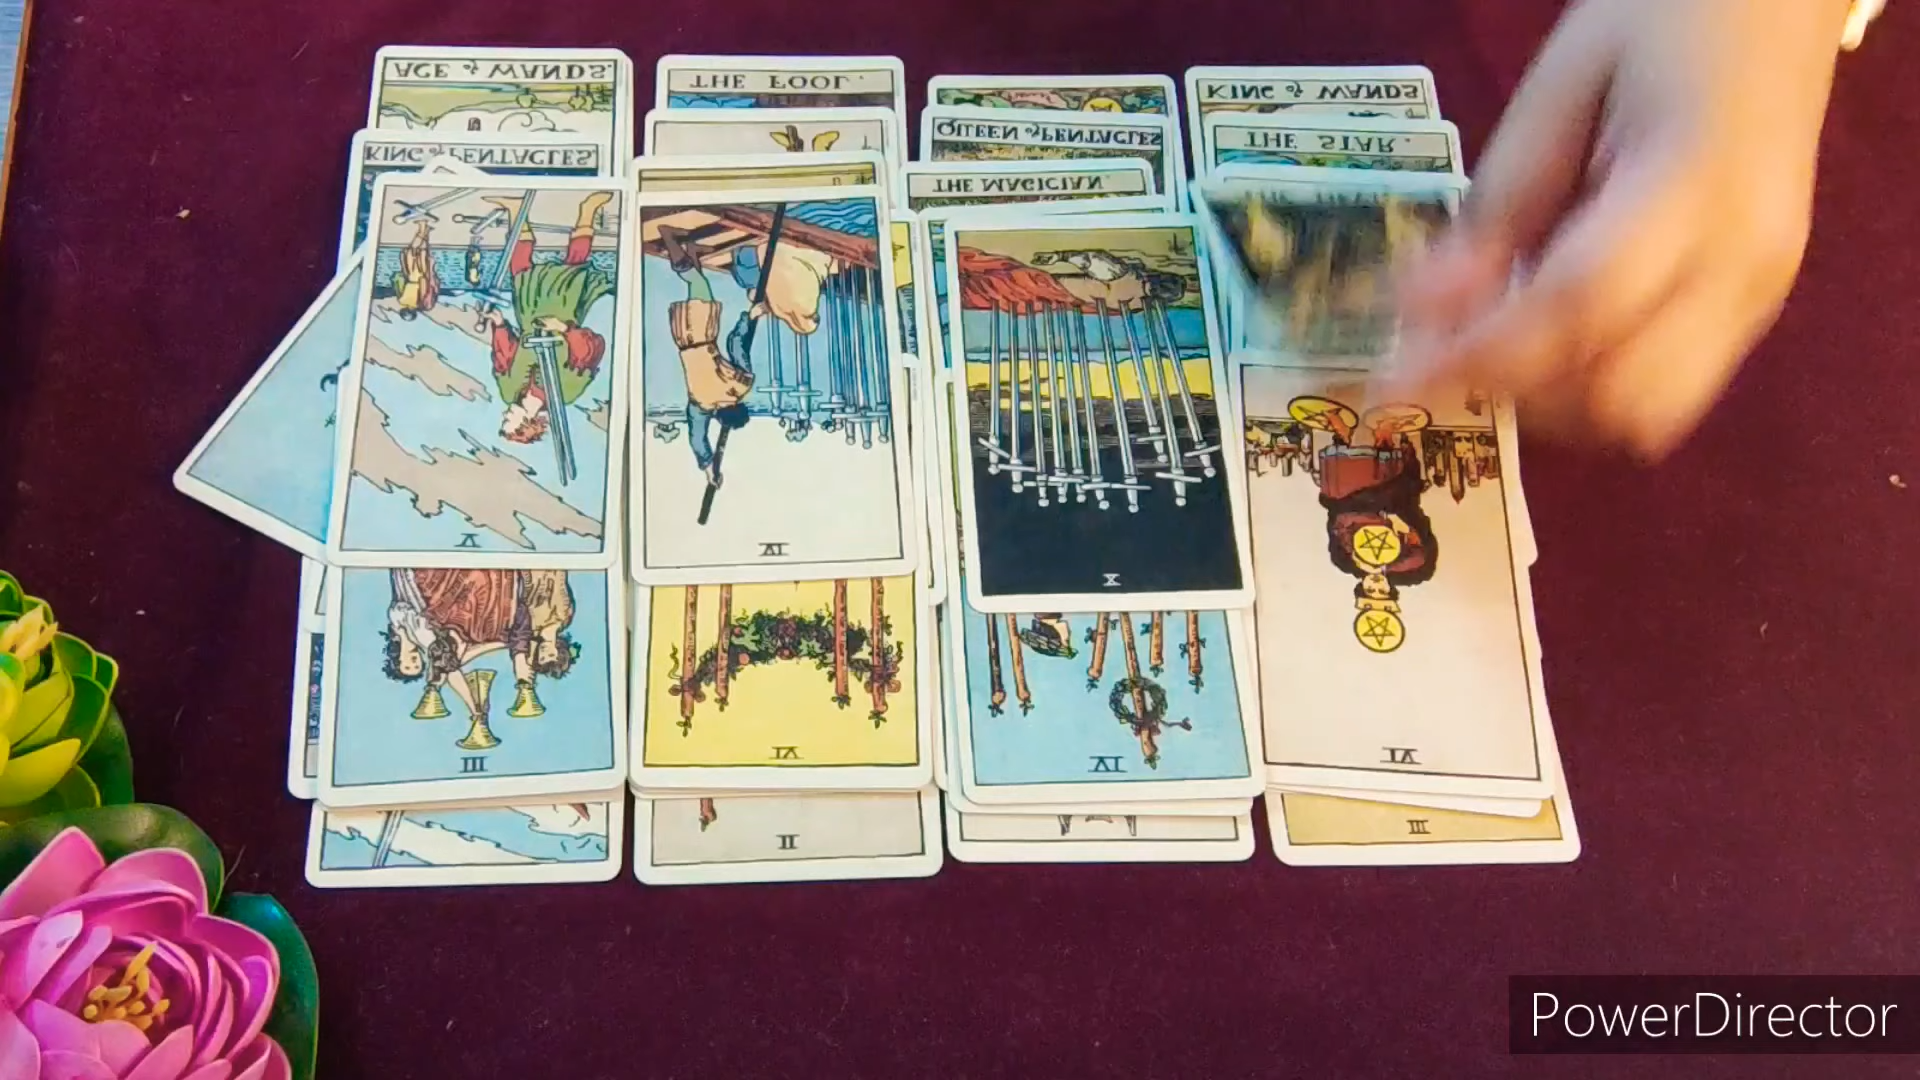 ACE of WANDS.
THE FOOL.
KING of WANDS
QUEEN of PENTACLES
THE STAR.
KING of PENTACLES.
THE MAGICIAN.
V
VI
X
III
IV
VI
IV
II
III
PowerDirector